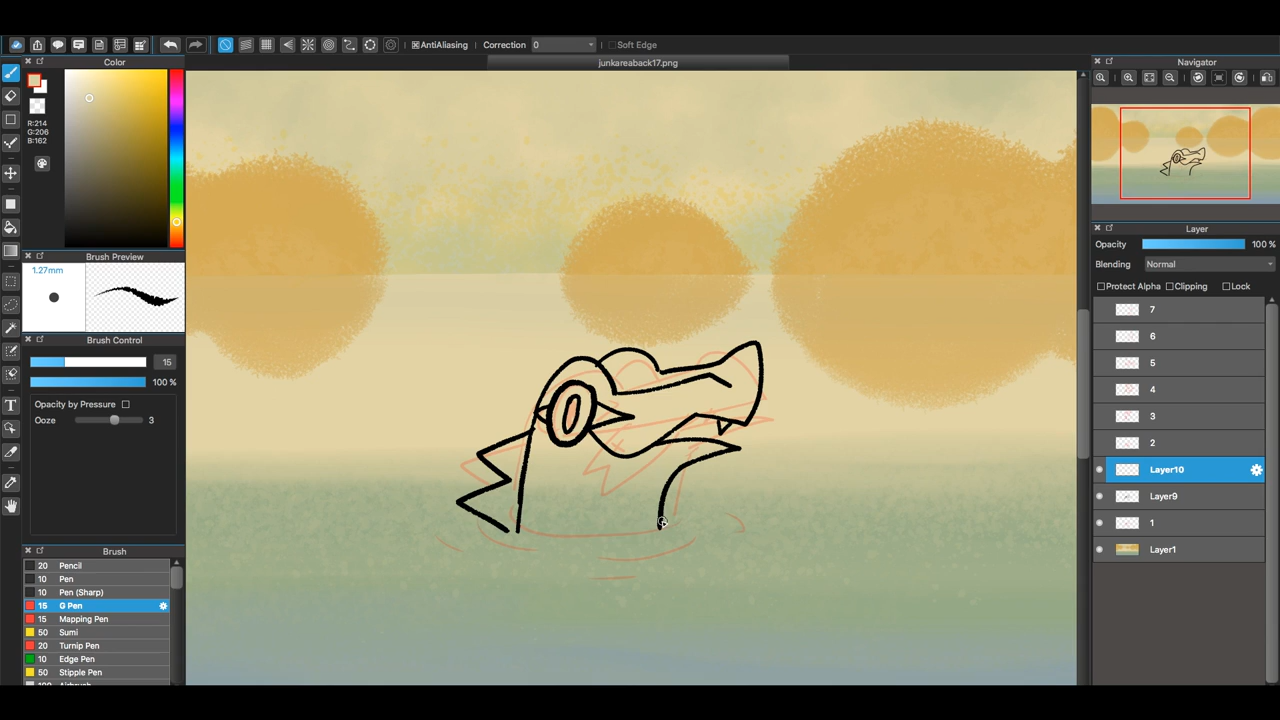 AntiAliasing Correction 0 Soft Edge
Color
junkareaback17.png
Navigator
R:214
G:206
B:162
Brush Preview
1.27mm
Brush Control
15
100 %
Opacity by Pressure
Ooze 3
Brush
20 Pencil
10 Pen
10 Pen (Sharp)
15 G Pen
15 Mapping Pen
50 Sumi
20 Turnip Pen
10 Edge Pen
50 Stipple Pen
100 Airbrush
Layer
Opacity 100 %
Blending Normal
Protect Alpha Clipping Lock
7
6
5
4
3
2
Layer10
Layer9
1
Layer1